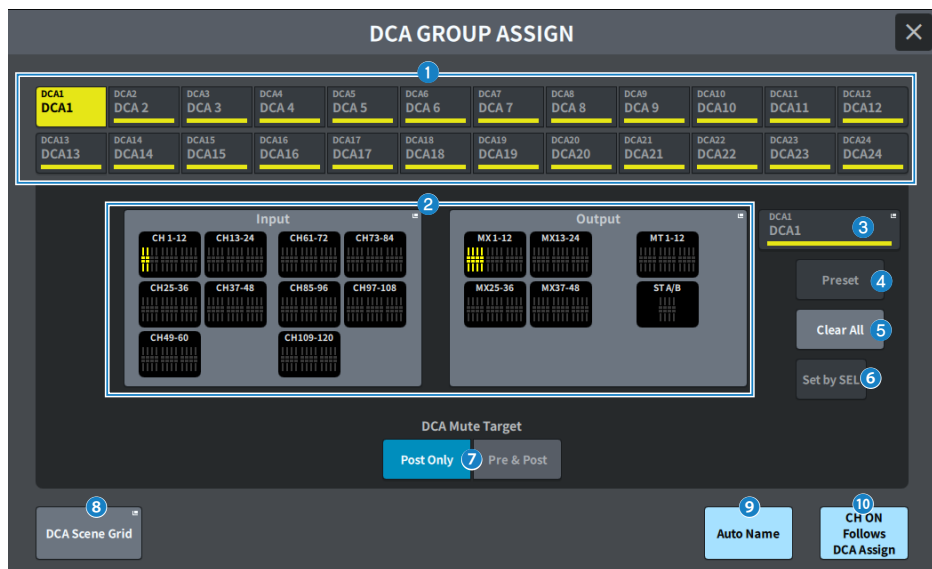 DCA GROUP ASSIGN
1
DCA1 DCA2 DCA3 DCA4 DCA5 DCA6 DCA7 DCA8 DCA9 DCA10 DCA11 DCA12
DCA1 DCA 2 DCA 3 DCA 4 DCA 5 DCA 6 DCA 7 DCA 8 DCA 9 DCA10 DCA11 DCA12
DCA13 DCA14 DCA15 DCA16 DCA17 DCA18 DCA19 DCA20 DCA21 DCA22 DCA23 DCA24
DCA13 DCA14 DCA15 DCA16 DCA17 DCA18 DCA19 DCA20 DCA21 DCA22 DCA23 DCA24
2
Input
CH 1-12 CH13-24 CH61-72 CH73-84
CH25-36 CH37-48 CH85-96 CH97-108
CH49-60 CH109-120
Output
MX 1-12 MX13-24 MT 1-12
MX25-36 MX37-48 ST A/B
DCA1
DCA1 3
Preset 4
Clear All 5
Set by SEL 6
DCA Mute Target
Post Only 7 Pre & Post
8
DCA Scene Grid
9
Auto Name
10
CH ON
Follows
DCA Assign